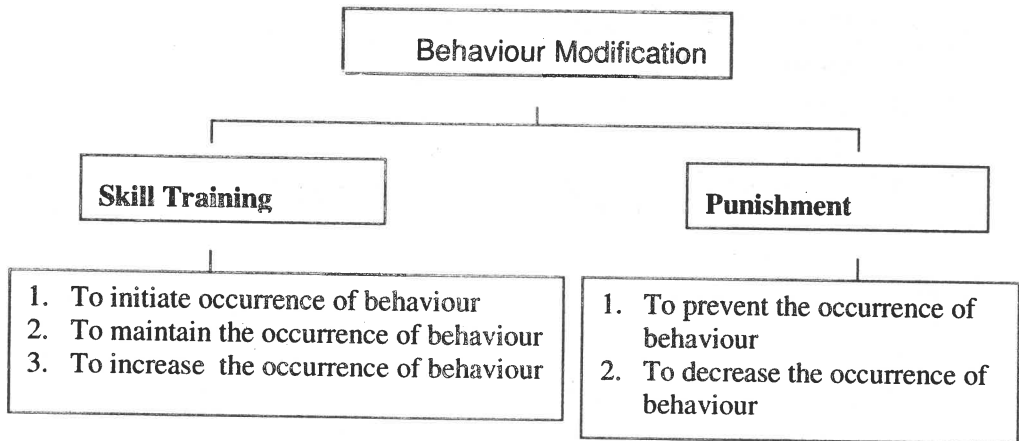 Behaviour Modification
Skill Training
Punishment
1. To initiate occurrence of behaviour
2. To maintain the occurrence of behaviour
3. To increase the occurrence of behaviour
1. To prevent the occurrence of
behaviour
2. To decrease the occurrence of
behaviour